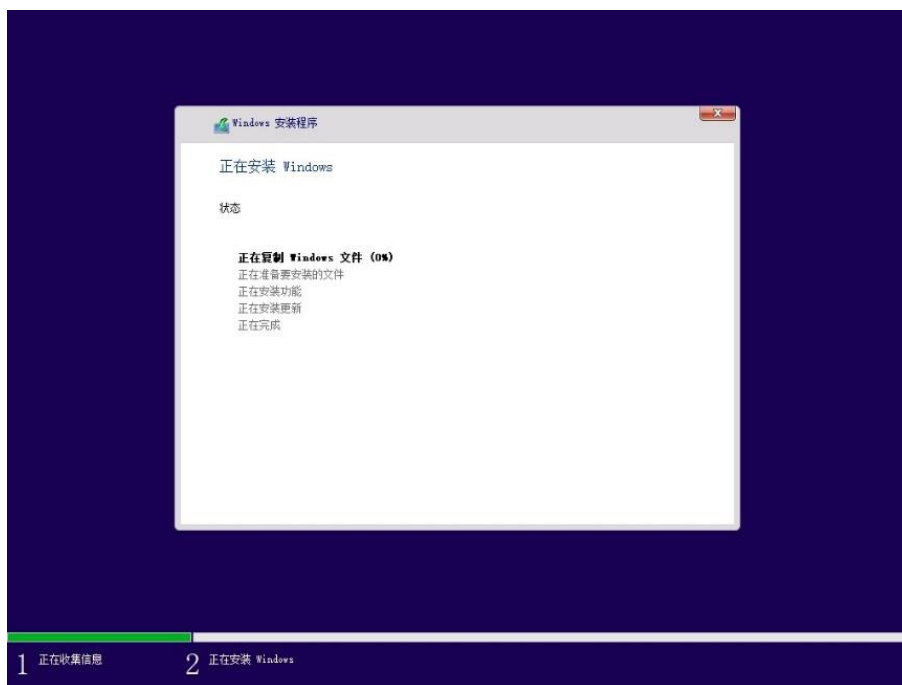 Windows 安装程序
正在安装 Windows
状态
正在复制 Windows 文件 (0%)
正在准备要安装的文件
正在安装功能
正在安装更新
正在完成
1 正在收集信息
2 正在安装 Windows